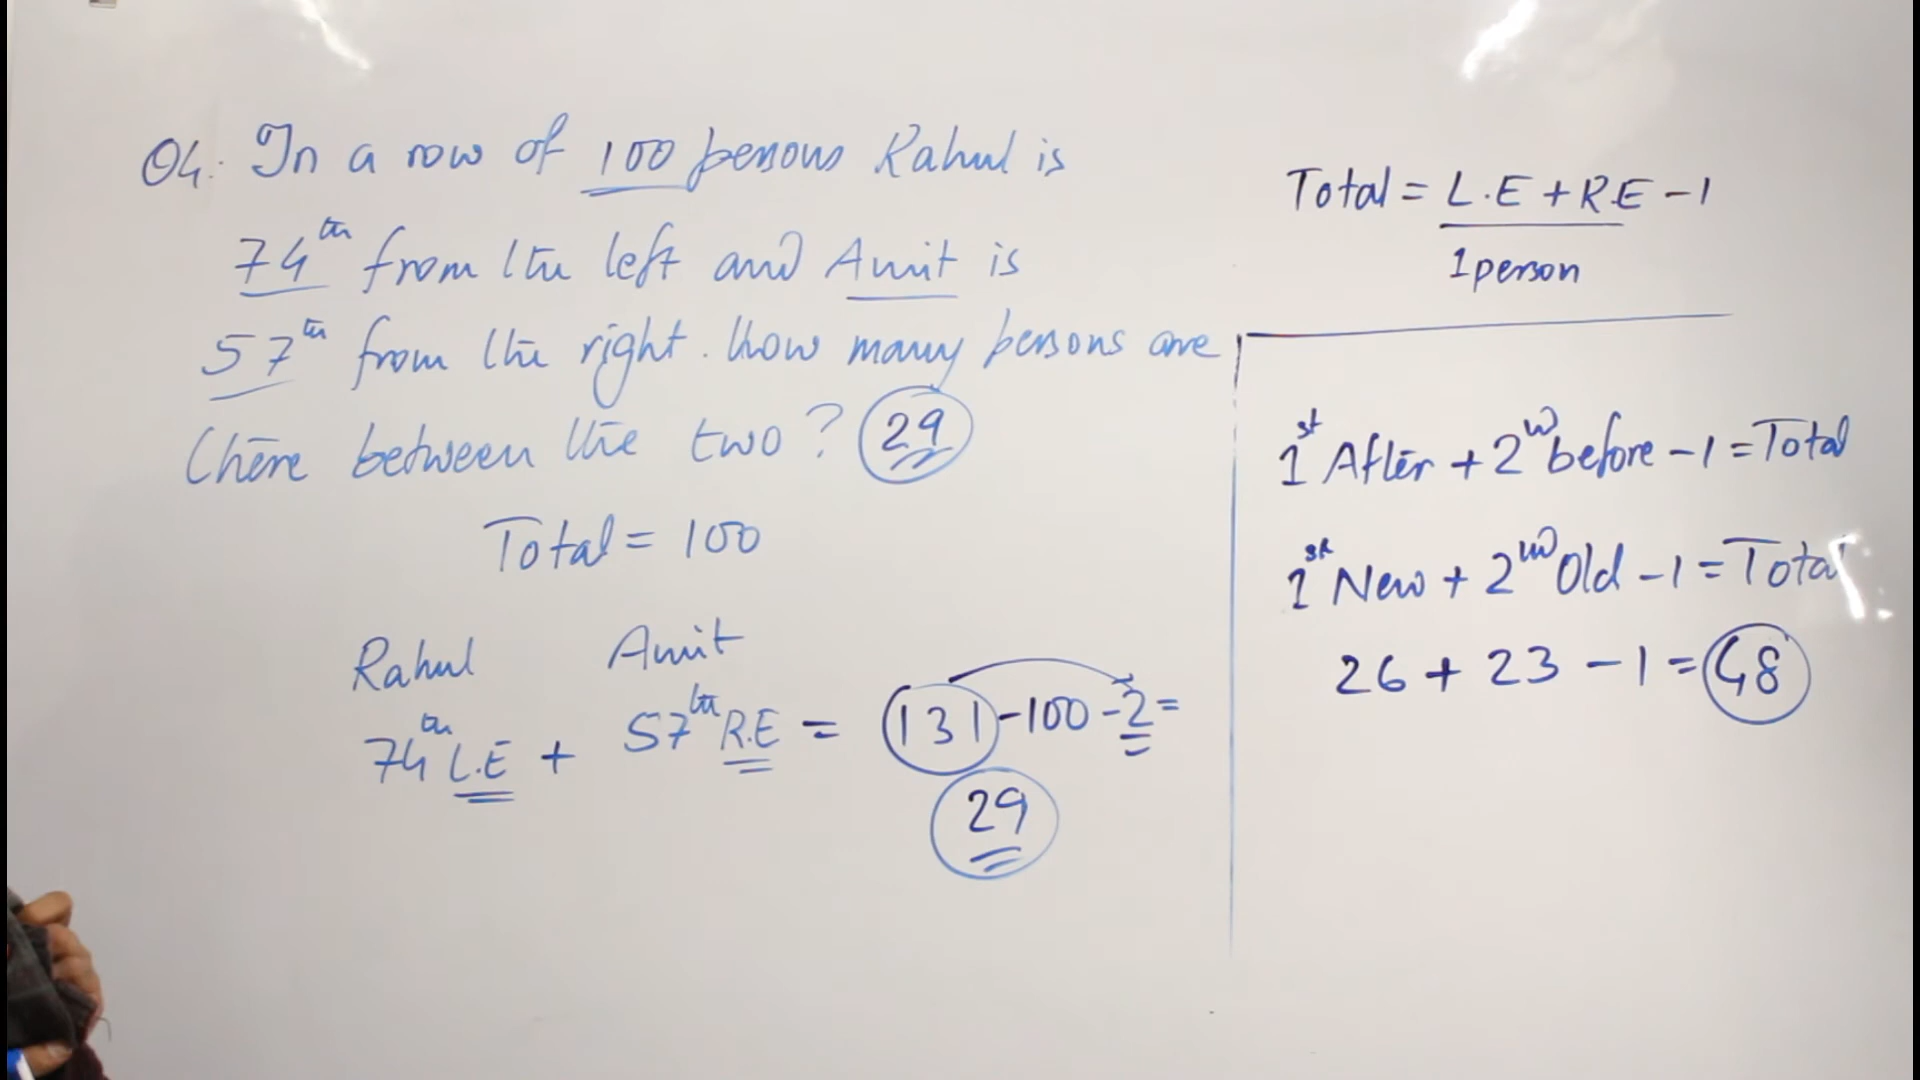 Q4. In a row of 100 persons Rahul is
74th from the left and Amit is
57th from the right. How many persons are
there between the two? 29
Total = 100
Rahul Amit
74th L.E + 57th R.E = 131 - 100 - 2 =
29
Total = L.E + R.E - 1
1 person
1st After + 2nd before - 1 = Total
1st New + 2nd Old - 1 = Total
26 + 23 - 1 = 48